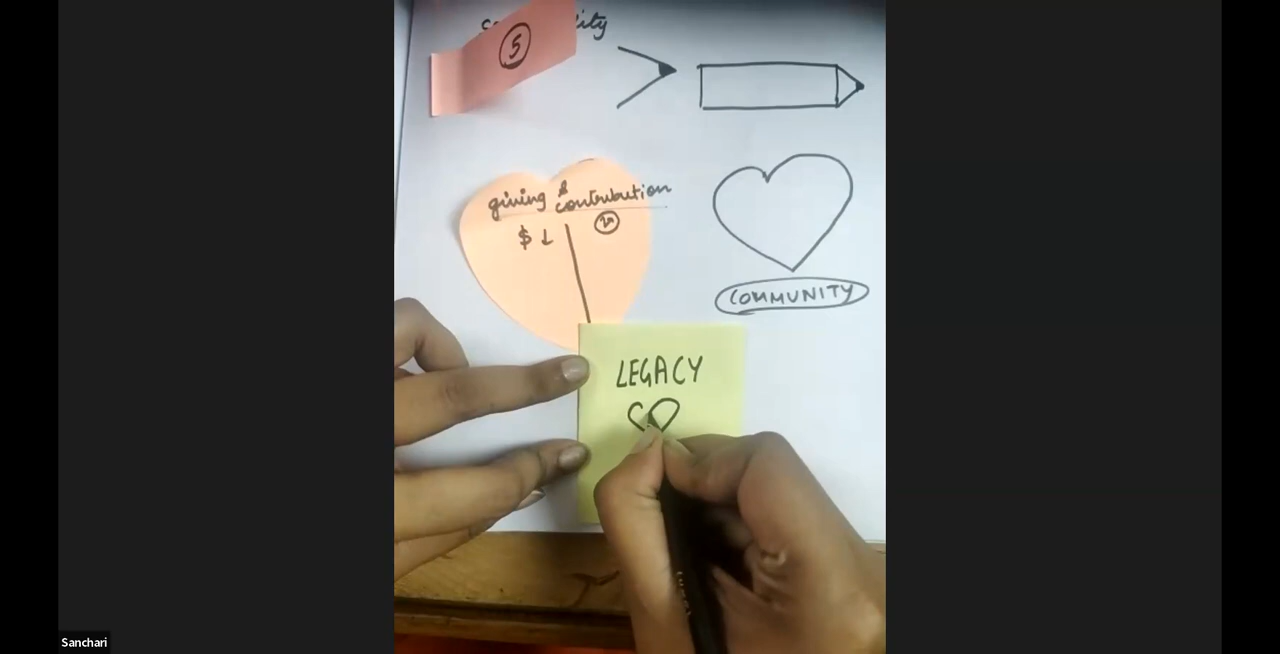 5
giving &
contribution
$ ↓
COMMUNITY
LEGACY
Sanchari